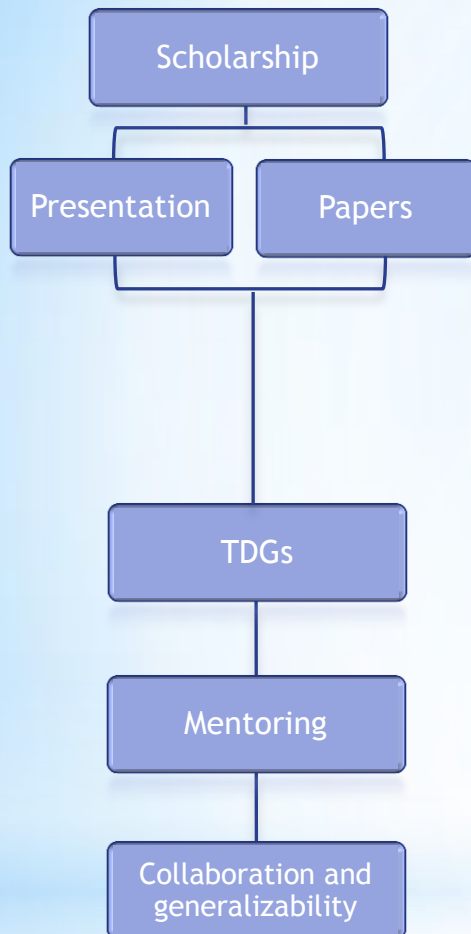 Scholarship
Presentation
Papers
TDGs
Mentoring
Collaboration and
generalizability